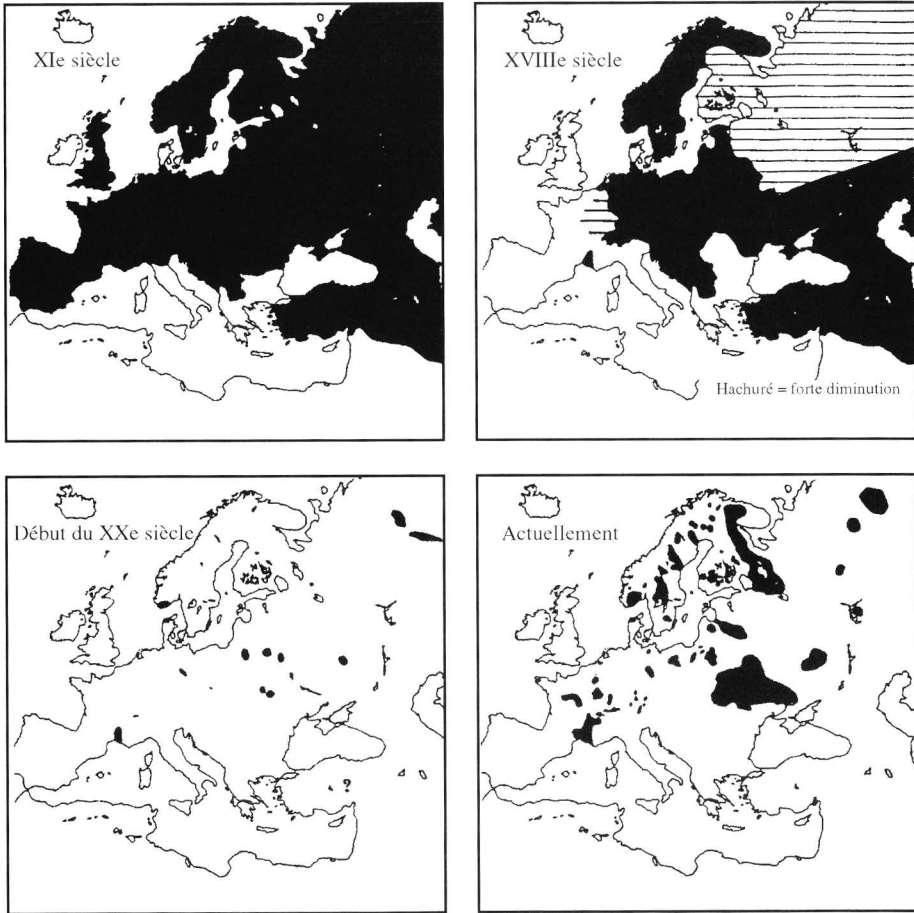 XIe siècle
XVIIIe siècle
Hachuré = forte diminution
Début du XXe siècle
Actuellement
?